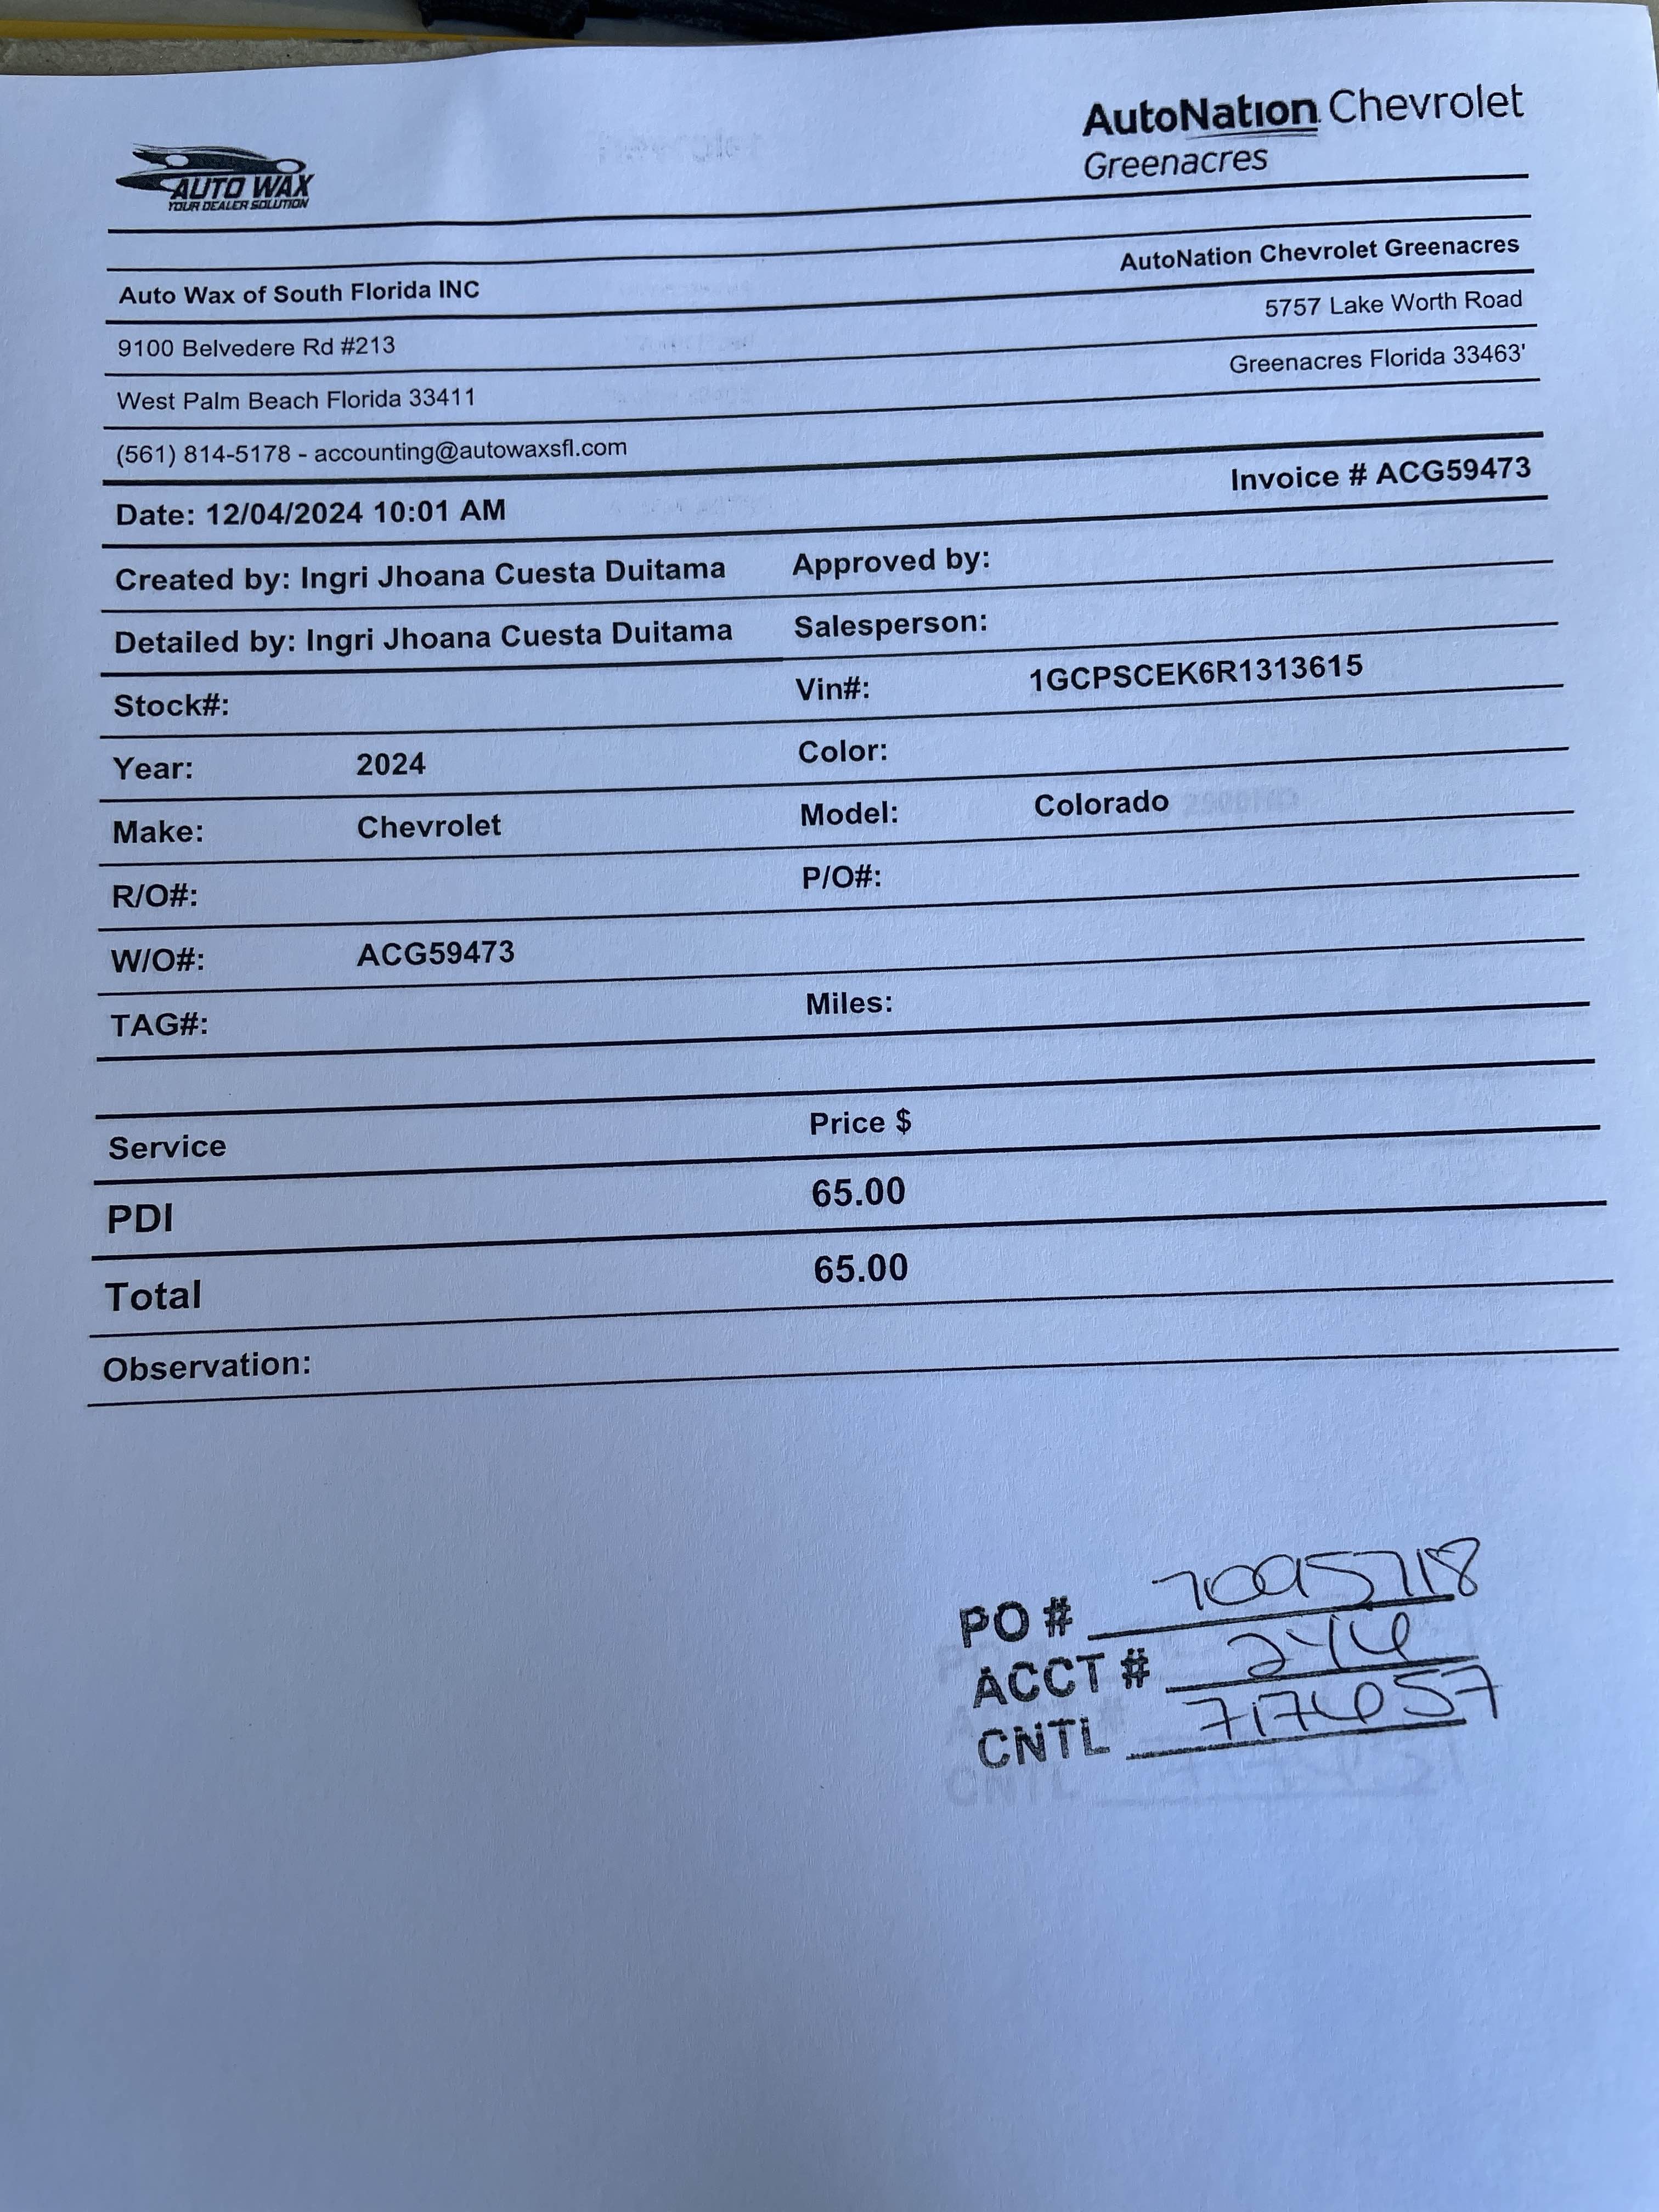 AUTO WAX
YOUR DEALER SOLUTION
AutoNation Chevrolet
Greenacres
Auto Wax of South Florida INC AutoNation Chevrolet Greenacres
9100 Belvedere Rd #213 5757 Lake Worth Road
West Palm Beach Florida 33411 Greenacres Florida 33463'
(561) 814-5178 - accounting@autowaxsfl.com
Date: 12/04/2024 10:01 AM Invoice # ACG59473
Created by: Ingri Jhoana Cuesta Duitama Approved by:
Detailed by: Ingri Jhoana Cuesta Duitama Salesperson:
Stock#: Vin#: 1GCPSCEK6R1313615
Year: 2024 Color:
Make: Chevrolet Model: Colorado
R/O#: P/O#:
W/O#: ACG59473
TAG#: Miles:
Service Price $
PDI 65.00
Total 65.00
Observation:
PO # 7095718
ACCT #
CNTL